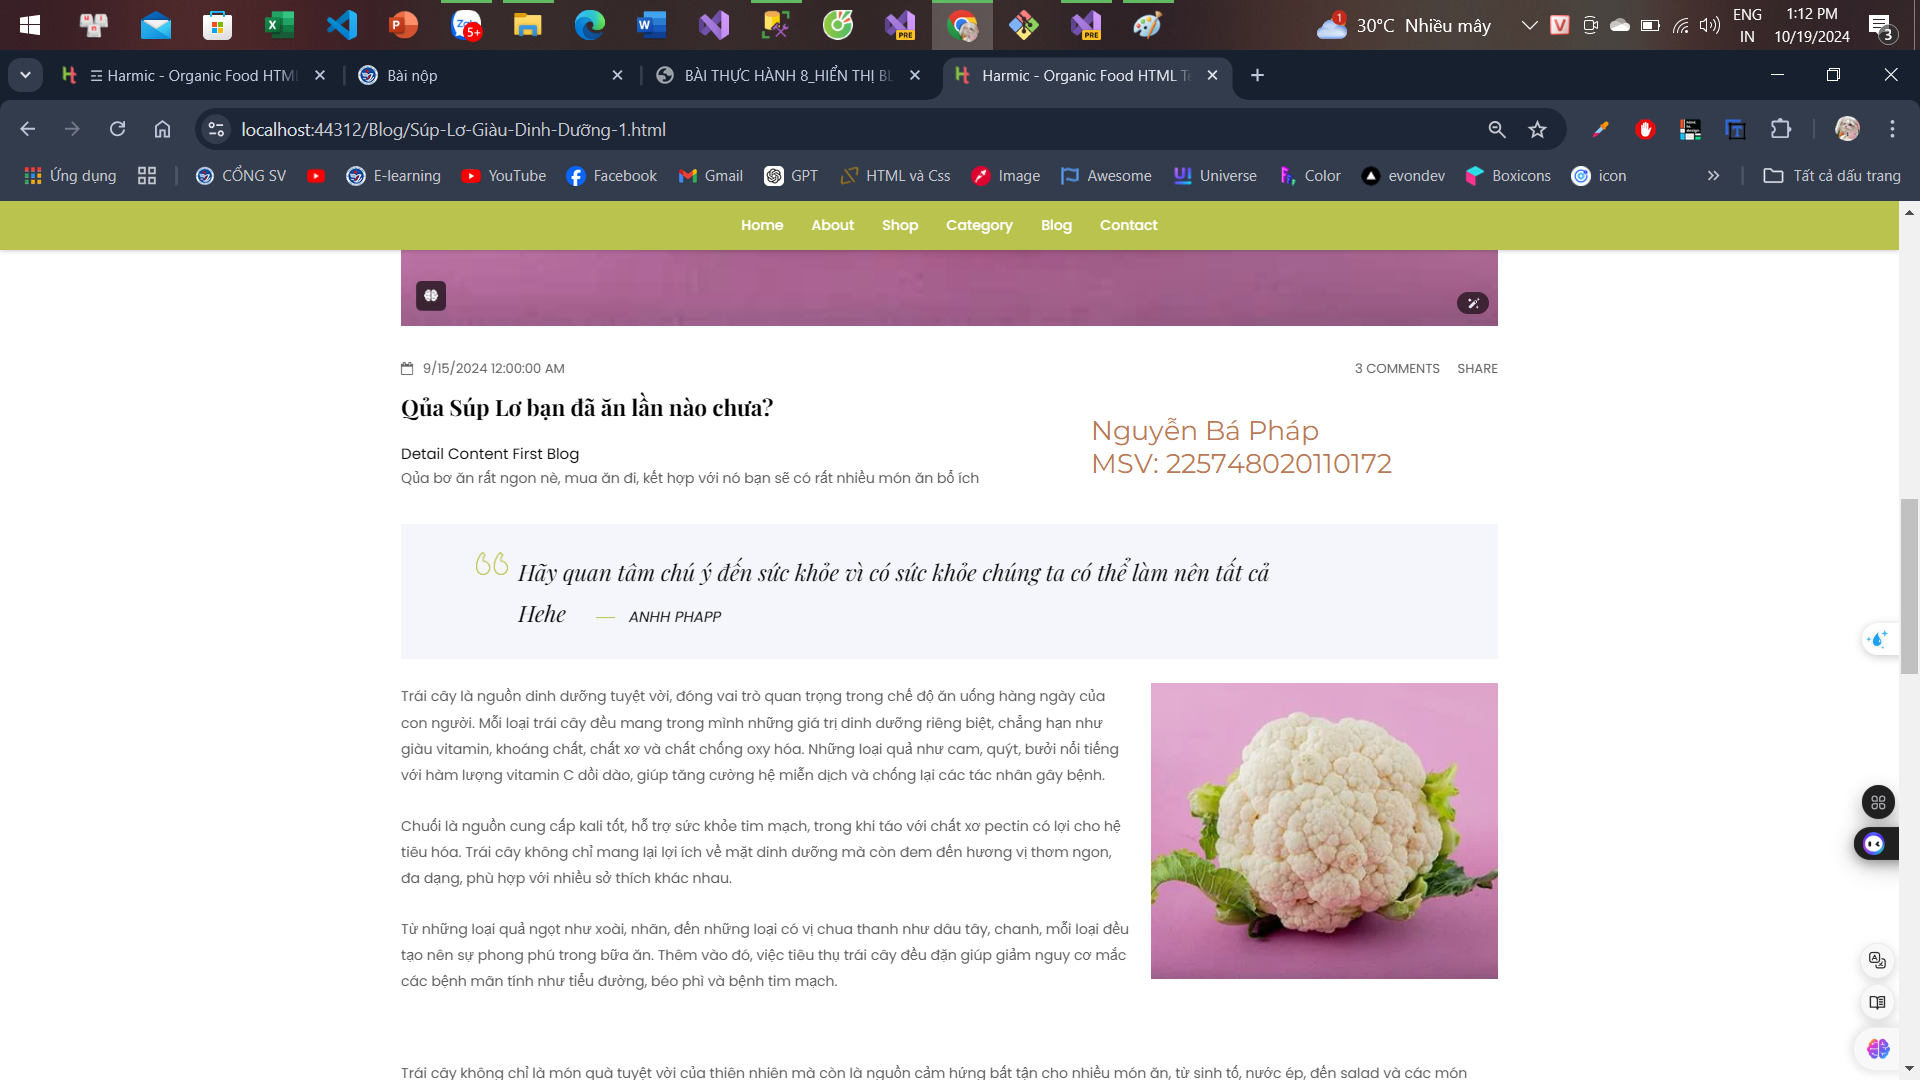 5+
PRE
PRE
1
30°C Nhiều mây
V
ENG
IN
1:12 PM
10/19/2024
3
Ξ Harmic - Organic Food HTML
Bài nộp
BÀI THỰC HÀNH 8_HIỂN THỊ BL
Harmic - Organic Food HTML Te
localhost:44312/Blog/Súp-Lơ-Giàu-Dinh-Dưỡng-1.html
Ứng dụng
CỔNG SV
E-learning
YouTube
Facebook
Gmail
GPT
HTML và Css
Image
Awesome
Universe
Color
evondev
Boxicons
icon
Tất cả dấu trang
Home About Shop Category Blog Contact
9/15/2024 12:00:00 AM
3 COMMENTS SHARE
Qủa Súp Lơ bạn đã ăn lần nào chưa?
Nguyễn Bá Pháp
MSV: 225748020110172
Detail Content First Blog
Qủa bơ ăn rất ngon nè, mua ăn đi, kết hợp với nó bạn sẽ có rất nhiều món ăn bổ ích
Hãy quan tâm chú ý đến sức khỏe vì có sức khỏe chúng ta có thể làm nên tất cả
Hehe — ANHH PHAPP
Trái cây là nguồn dinh dưỡng tuyệt vời, đóng vai trò quan trọng trong chế độ ăn uống hàng ngày của
con người. Mỗi loại trái cây đều mang trong mình những giá trị dinh dưỡng riêng biệt, chẳng hạn như
giàu vitamin, khoáng chất, chất xơ và chất chống oxy hóa. Những loại quả như cam, quýt, bưởi nổi tiếng
với hàm lượng vitamin C dồi dào, giúp tăng cường hệ miễn dịch và chống lại các tác nhân gây bệnh.
Chuối là nguồn cung cấp kali tốt, hỗ trợ sức khỏe tim mạch, trong khi táo với chất xơ pectin có lợi cho hệ
tiêu hóa. Trái cây không chỉ mang lại lợi ích về mặt dinh dưỡng mà còn đem đến hương vị thơm ngon,
đa dạng, phù hợp với nhiều sở thích khác nhau.
Từ những loại quả ngọt như xoài, nhãn, đến những loại có vị chua thanh như dâu tây, chanh, mỗi loại đều
tạo nên sự phong phú trong bữa ăn. Thêm vào đó, việc tiêu thụ trái cây đều đặn giúp giảm nguy cơ mắc
các bệnh mãn tính như tiểu đường, béo phì và bệnh tim mạch.
Trái cây không chỉ là món quà tuyệt vời của thiên nhiên mà còn là nguồn cảm hứng bất tận cho nhiều món ăn, từ sinh tố, nước ép, đến salad và các món